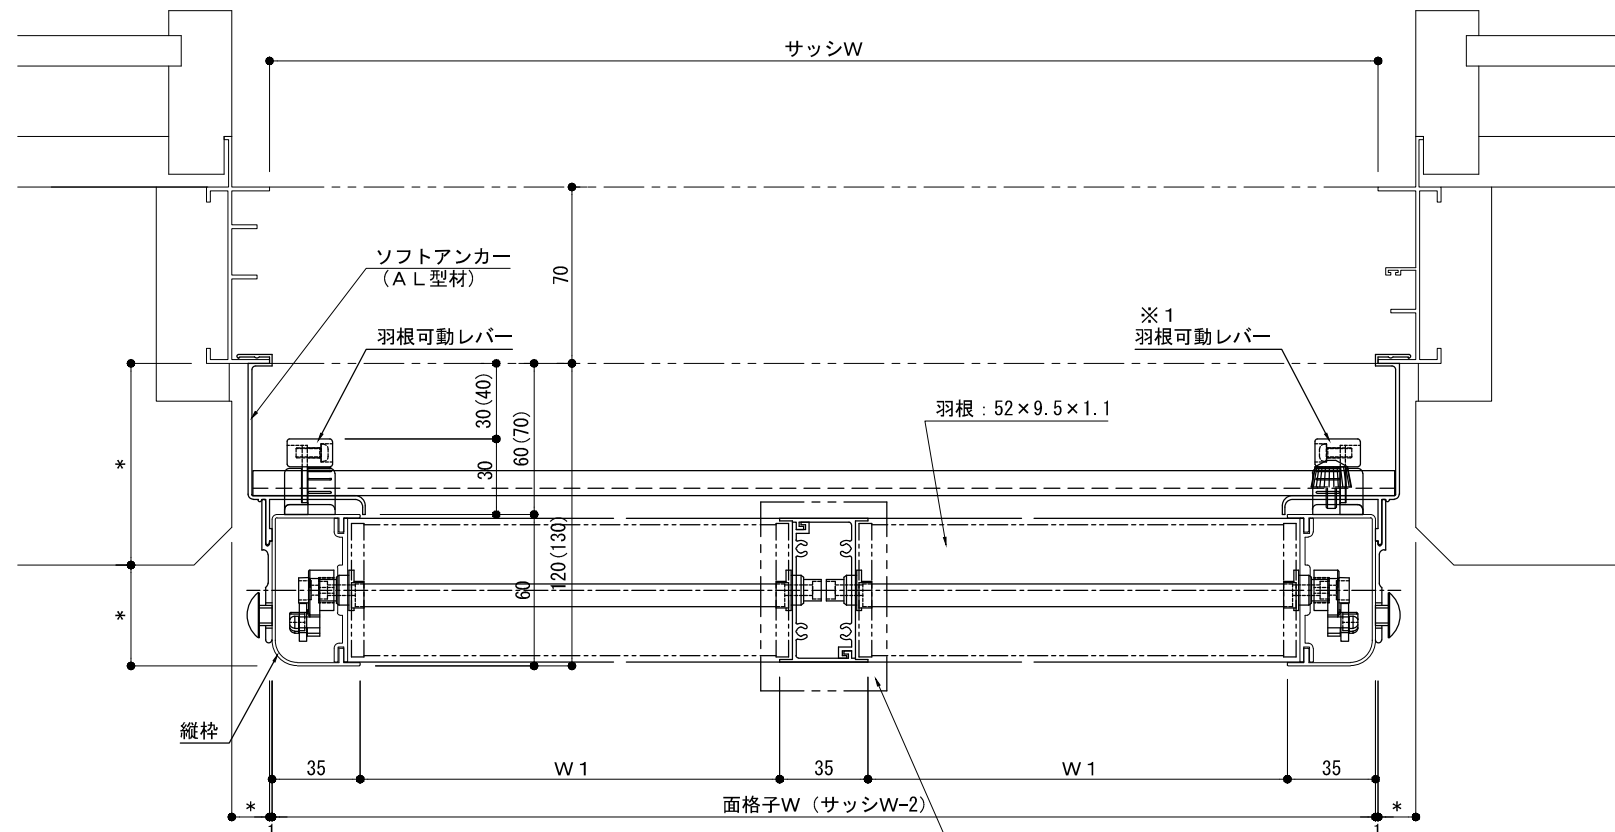 サッシW
ソフトアンカー
(AL型材)
70
羽根可動レバー
※1
羽根可動レバー
30(40)
60(70)
羽根:52×9.5×1.1
*
30
120(130)
60
*
縦枠
35
W1
35
W1
35
*
面格子W (サッシW-2)
*
1
1